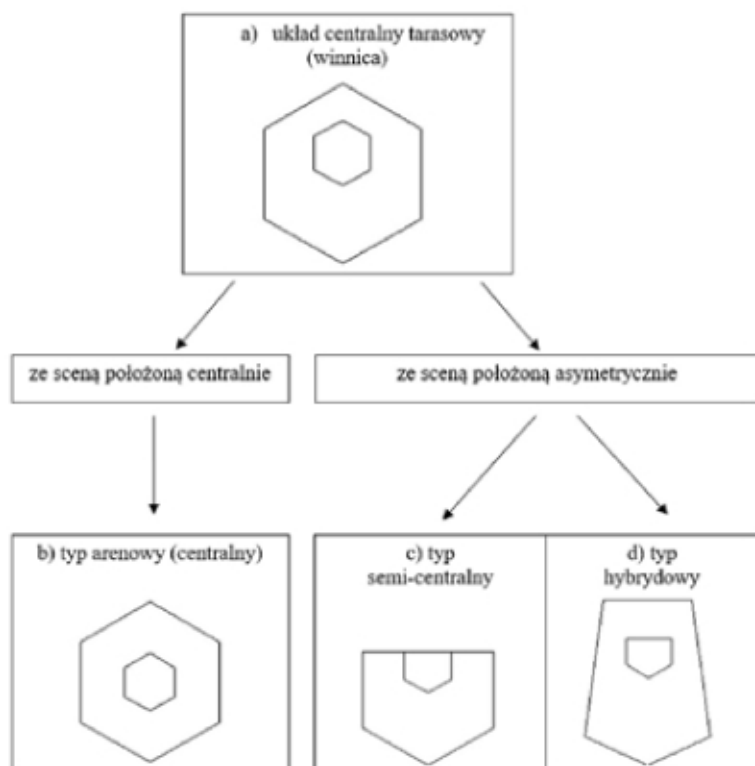 a) układ centralny tarasowy
(winnica)
ze sceną położoną centralnie
ze sceną położoną asymetrycznie
b) typ arenowy (centralny)
c) typ
semi-centralny
d) typ
hybrydowy